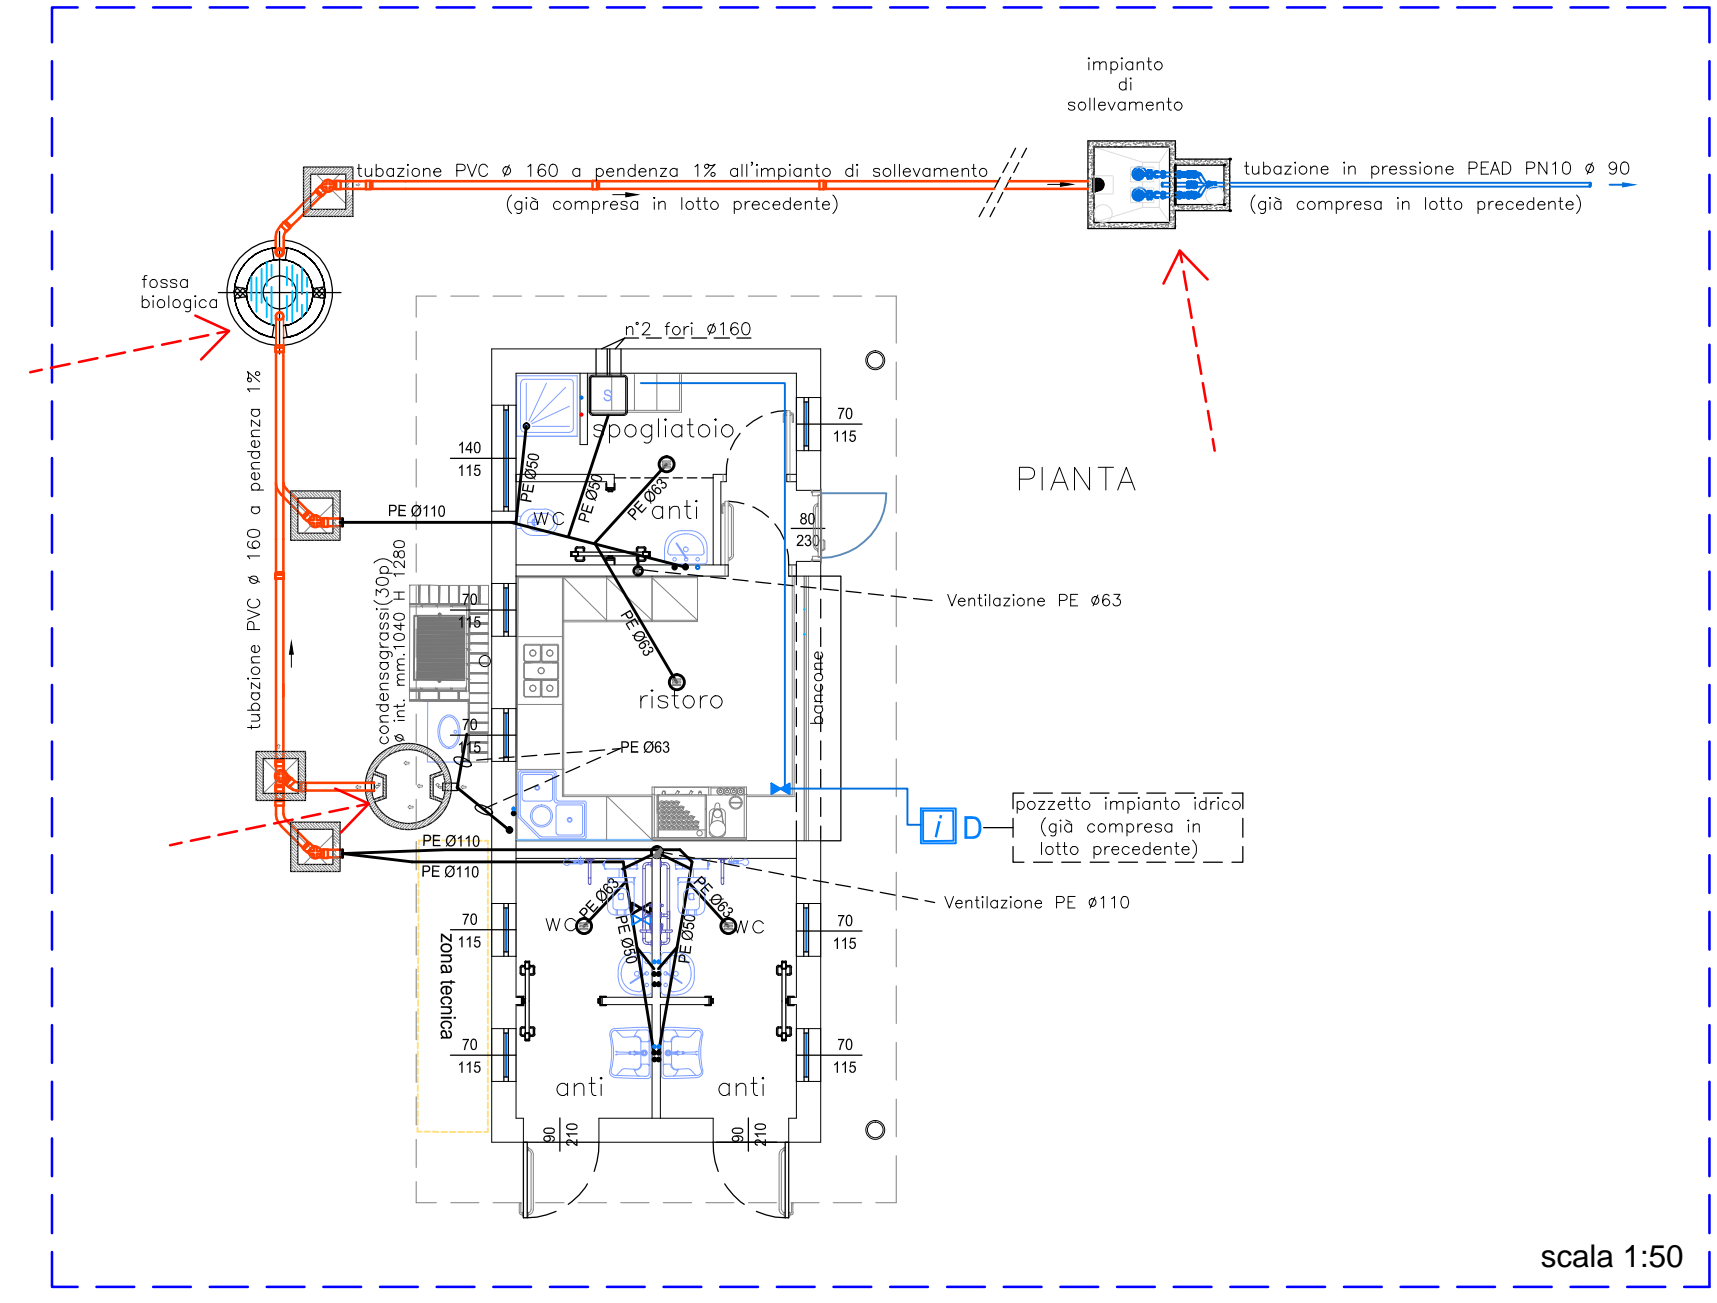 impianto
di
sollevamento
tubazione PVC ø 160 a pendenza 1% all'impianto di sollevamento
(già compresa in lotto precedente)
tubazione in pressione PEAD PN10 ø 90
(già compresa in lotto precedente)
fossa
biologica
n°2 fori ø160
S
spogliatoio
70
115
140
115
PE Ø50
PE Ø50
PE Ø63
PIANTA
tubazione PVC ø 160 a pendenza 1%
PE Ø110
WC
anti
80
230
condensagrassi(30p)
ø int. mm.1040 H 1280
70
115
Ventilazione PE ø63
PE Ø63
ristoro
bancone
70
115
PE Ø63
i D
pozzetto impianto idrico
(già compresa in
lotto precedente)
PE Ø110
PE Ø110
PE Ø63
PE Ø63
Ventilazione PE ø110
WC
WC
PE Ø50
PE Ø50
70
115
70
115
zona tecnica
70
115
70
115
anti
anti
90
210
90
210
scala 1:50